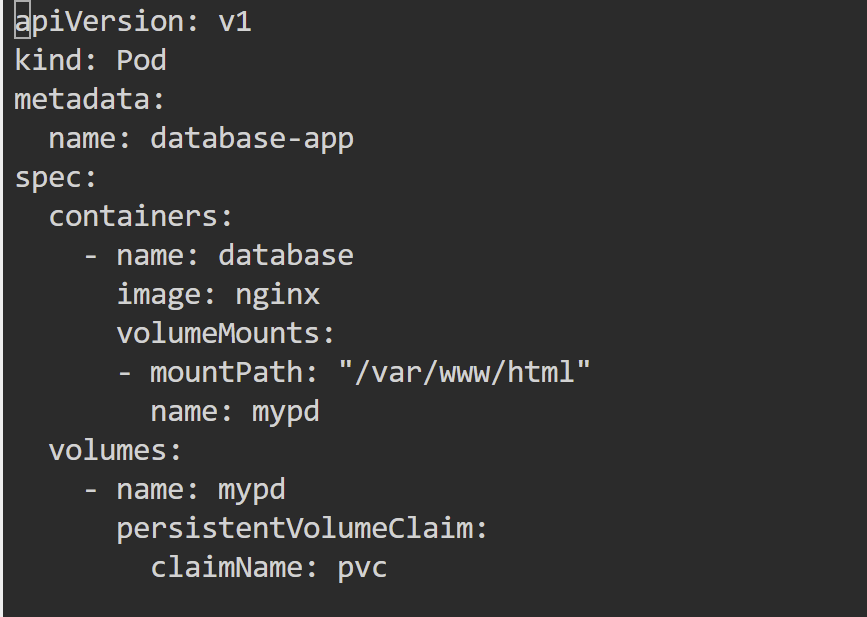 apiVersion: v1
kind: Pod
metadata:
  name: database-app
spec:
  containers:
    - name: database
      image: nginx
      volumeMounts:
      - mountPath: "/var/www/html"
        name: mypd
  volumes:
    - name: mypd
      persistentVolumeClaim:
        claimName: pvc